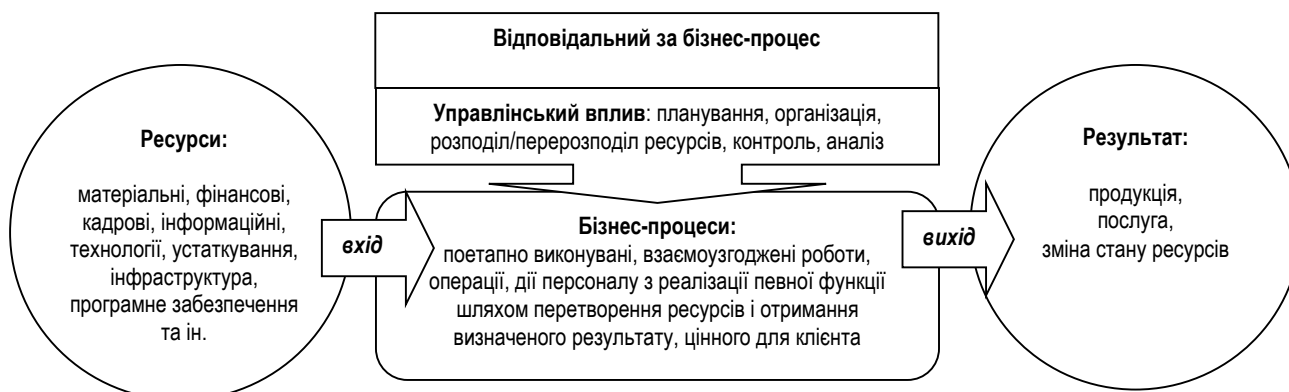 Відповідальний за бізнес-процес
Управлінський вплив: планування, організація,
розподіл/перерозподіл ресурсів, контроль, аналіз
Ресурси:
матеріальні, фінансові,
кадрові, інформаційні,
технології, устаткування,
інфраструктура,
програмне забезпечення
та ін.
вхід
Бізнес-процеси:
поетапно виконувані, взаємоузгоджені роботи,
операції, дії персоналу з реалізації певної функції
шляхом перетворення ресурсів і отримання
визначеного результату, цінного для клієнта
вихід
Результат:
продукція,
послуга,
зміна стану ресурсів